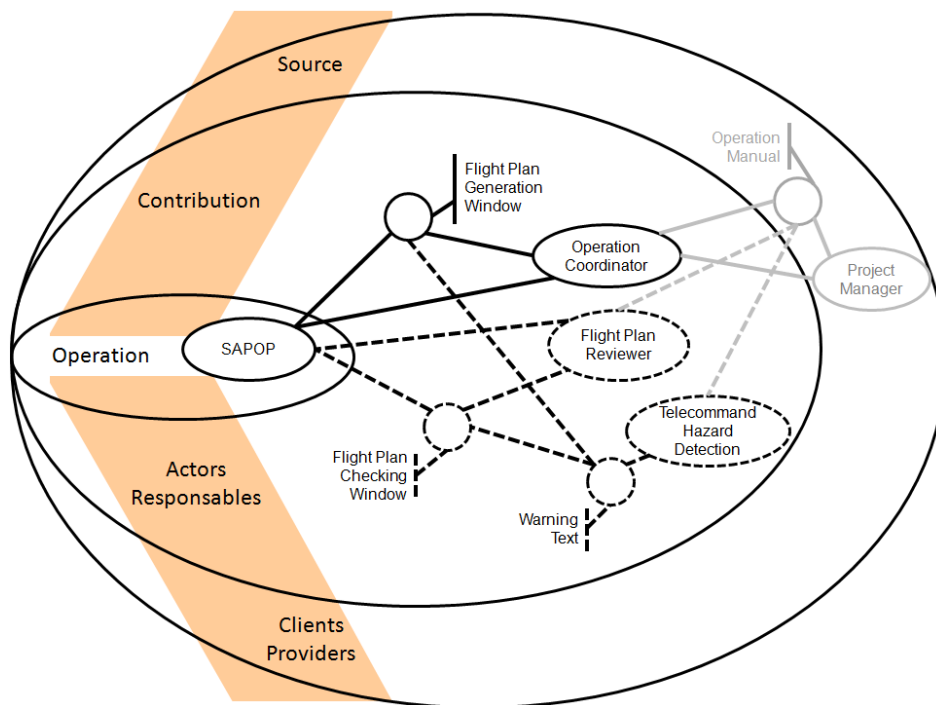 Source
Operation
Manual
Flight Plan
Generation
Window
Contribution
Operation
Coordinator
Project
Manager
Operation
SAPOP
Flight Plan
Reviewer
Telecommand
Hazard
Detection
Flight Plan
Checking
Window
Actors
Responsables
Warning
Text
Clients
Providers